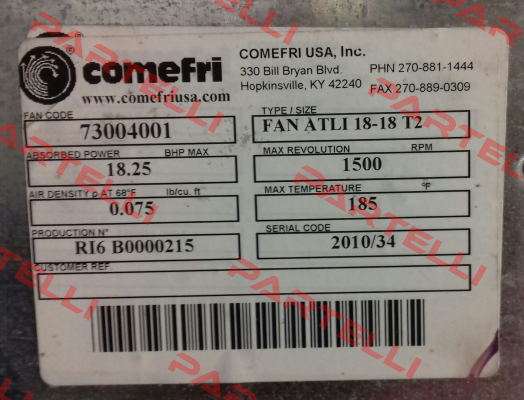 comefri
www.comefriusa.com
COMEFRI USA, Inc.
330 Bill Bryan Blvd. PHN 270-881-1444
Hopkinsville, KY 42240 FAX 270-889-0309
FAN CODE TYPE / SIZE
73004001 FAN ATLI 18-18 T2
ABSORBED POWER BHP MAX MAX REVOLUTION RPM
18.25 1500
AIR DENSITY p AT 68°F lb/cu. ft MAX TEMPERATURE °F
0.075 185
PRODUCTION N° SERIAL CODE
RI6 B0000215 2010/34
CUSTOMER REF.
PARTELLI
PARTELLI
PARTELLI
PARTELLI